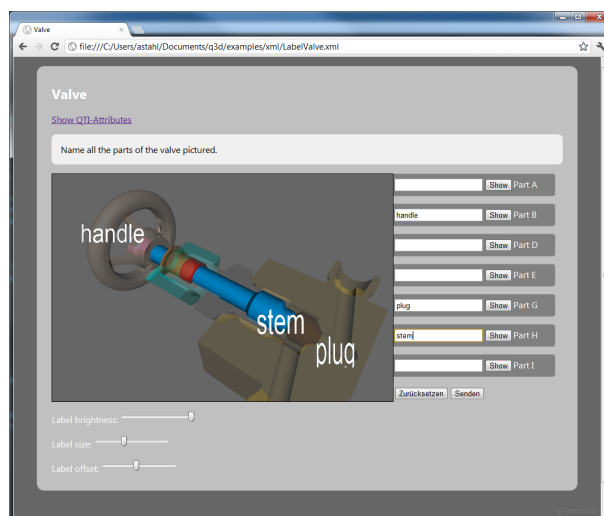 Valve
file:///C:/Users/astahl/Documents/q3d/examples/xml/LabelValve.xml
Valve
Show QTI-Attributes
Name all the parts of the valve pictured.
Show Part A
handle Show Part B
Show Part D
Show Part E
plug Show Part G
stem Show Part H
Show Part I
handle
stem
plug
Zurücksetzen Senden
Label brightness:
Label size:
Label offset: